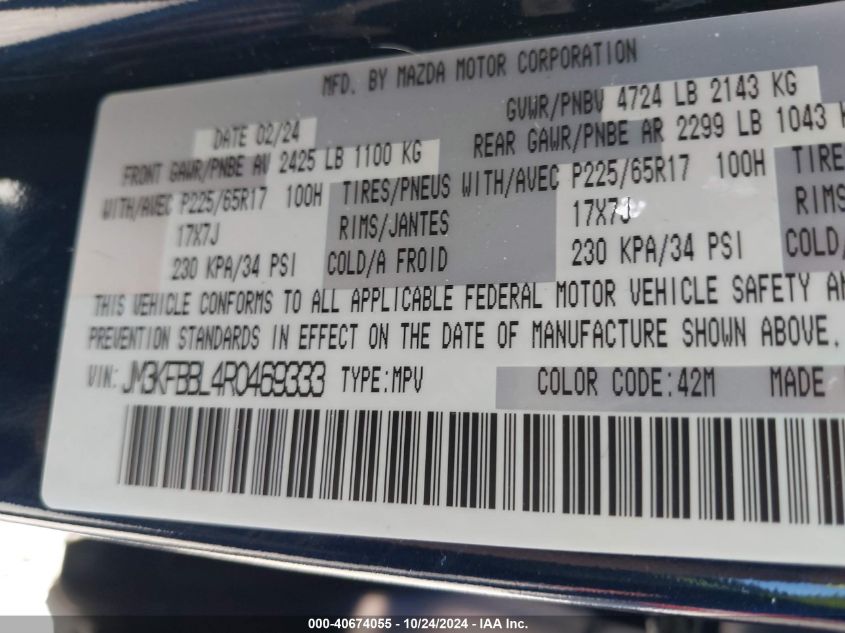 MFD. BY MAZDA MOTOR CORPORATION
DATE 02/24 GVWR/PNBV 4724 LB 2143 KG
FRONT GAWR/PNBE AV 2425 LB 1100 KG REAR GAWR/PNBE AR 2299 LB 1043 K
WITH/AVEC P225/65R17 100H TIRES/PNEUS WITH/AVEC P225/65R17 100H TIRE
17X7J RIMS/JANTES 17X7J RIMS
230 KPA/34 PSI COLD/A FROID 230 KPA/34 PSI COLD/
THIS VEHICLE CONFORMS TO ALL APPLICABLE FEDERAL MOTOR VEHICLE SAFETY AN
PREVENTION STANDARDS IN EFFECT ON THE DATE OF MANUFACTURE SHOWN ABOVE.
VIN: JM3KFBBL4R0469333 TYPE:MPV COLOR CODE:42M MADE
000-40674055 - 10/24/2024 - IAA Inc.